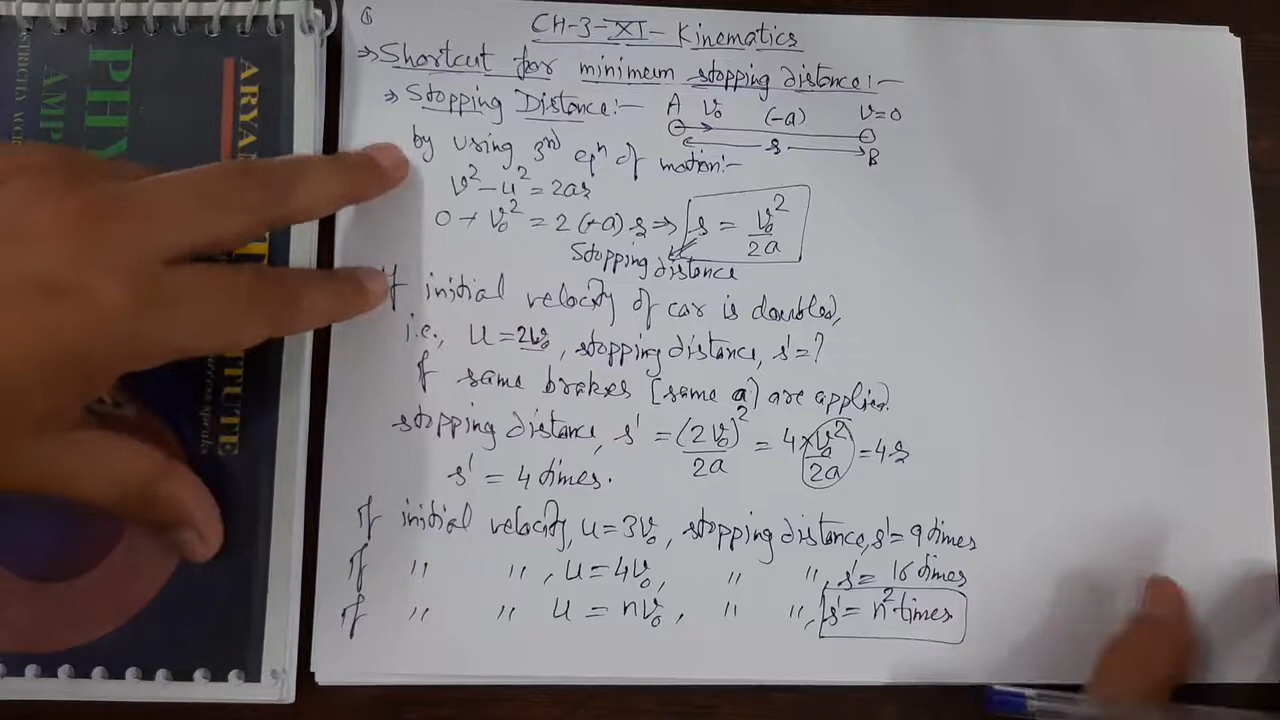 CH-3-XI- Kinematics
⇒ Shortcut for minimum stopping distance:-
⇒ Stopping Distance:-
A V₀ (-a) V=0
s B
by using 3rd eqn of motion:-
v² - u² = 2as
0 - V₀² = 2(-a)s ⇒ s = V₀²/2a
Stopping distance
If initial velocity of car is doubled,
i.e., u = 2V₀, stopping distance, s' = ?
If same brakes [same a] are applied.
stopping distance, s' = (2V₀)²/2a = 4 × V₀²/2a = 4s
s' = 4 times.
If initial velocity, u = 3V₀, stopping distance, s' = 9 times
If " ", u = 4V₀, " ", s' = 16 times
If " " u = nV₀, " ", s' = n² times
PHY
AMP
ARYA